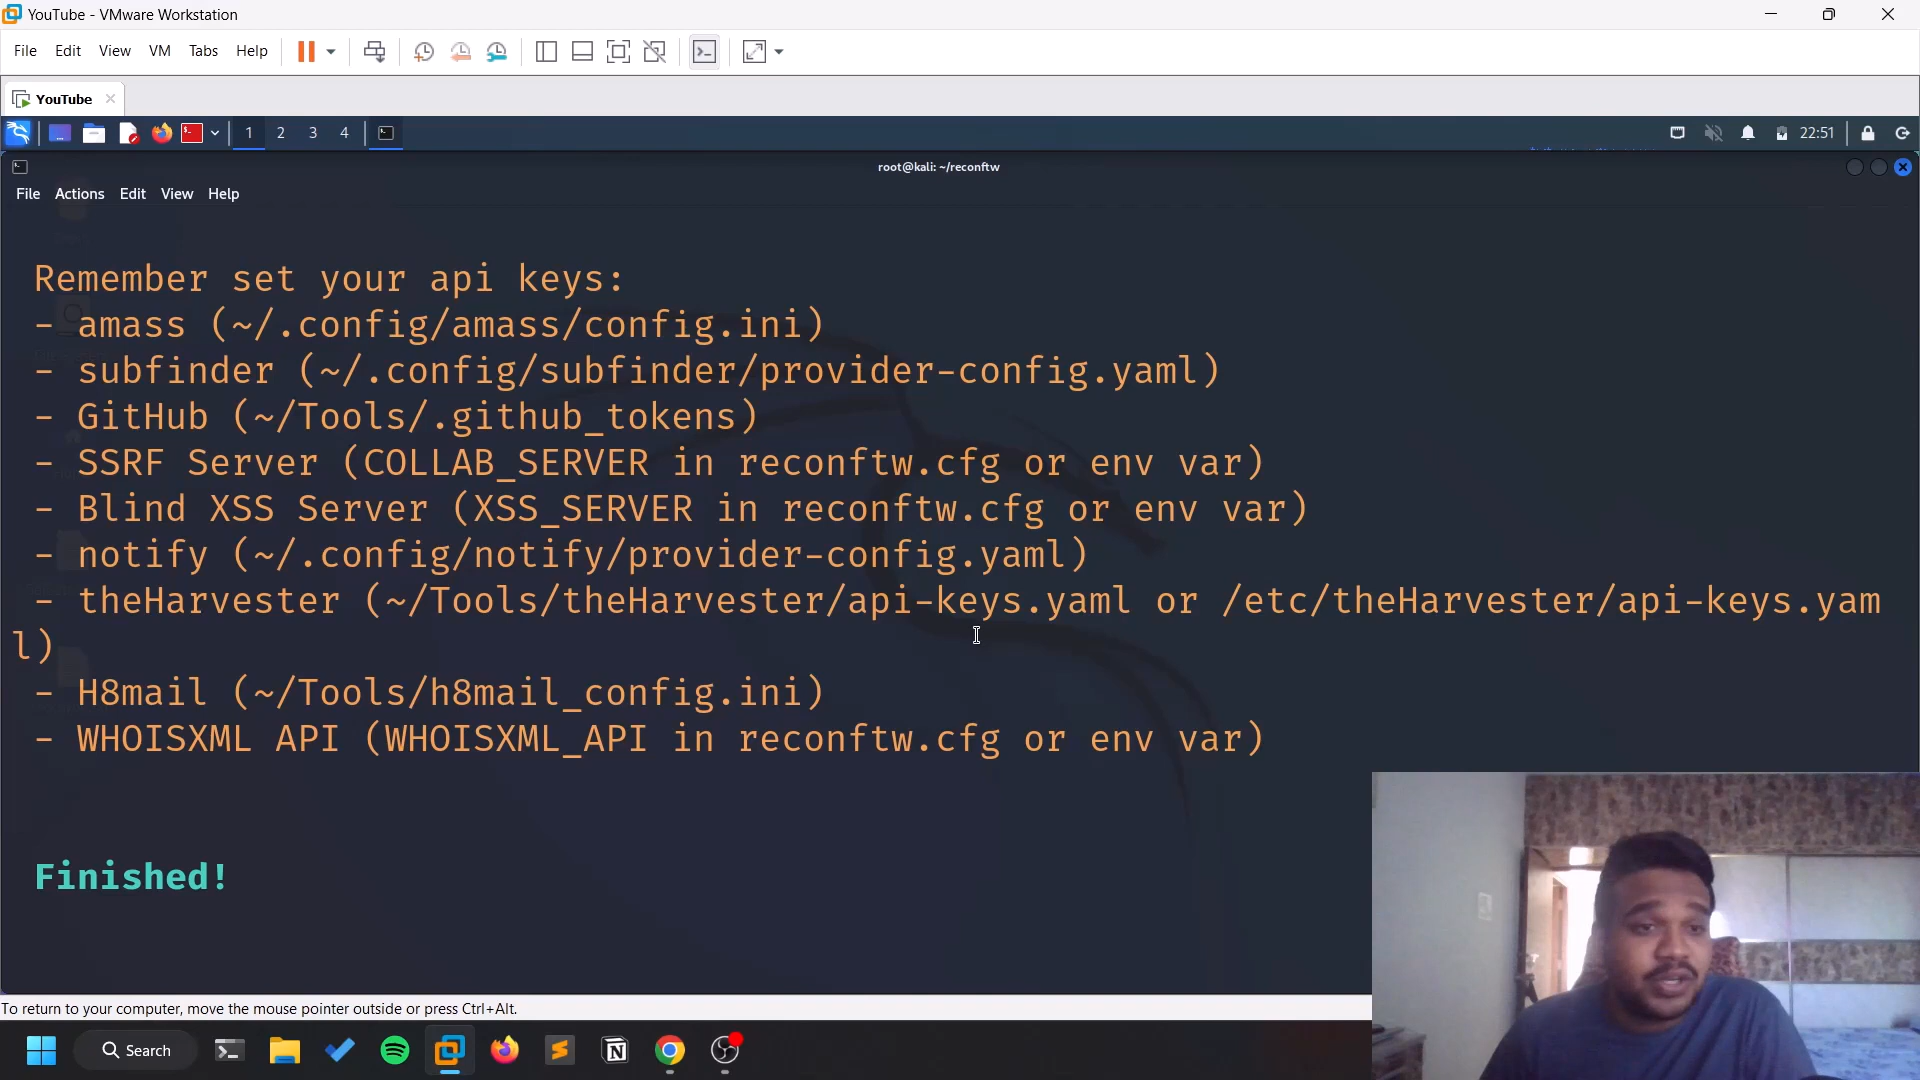 YouTube - VMware Workstation
File Edit View VM Tabs Help
YouTube
1 2 3 4 22:51
root@kali: ~/reconftw
File Actions Edit View Help
Remember set your api keys:
- amass (~/.config/amass/config.ini)
- subfinder (~/.config/subfinder/provider-config.yaml)
- GitHub (~/Tools/.github_tokens)
- SSRF Server (COLLAB_SERVER in reconftw.cfg or env var)
- Blind XSS Server (XSS_SERVER in reconftw.cfg or env var)
- notify (~/.config/notify/provider-config.yaml)
- theHarvester (~/Tools/theHarvester/api-keys.yaml or /etc/theHarvester/api-keys.yam
l)
- H8mail (~/Tools/h8mail_config.ini)
- WHOISXML API (WHOISXML_API in reconftw.cfg or env var)
Finished!
To return to your computer, move the mouse pointer outside or press Ctrl+Alt.
Search